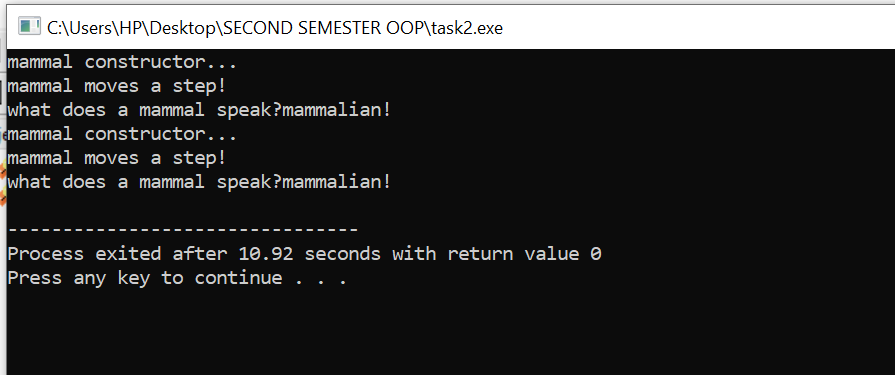 C:\Users\HP\Desktop\SECOND SEMESTER OOP\task2.exe
mammal constructor...
mammal moves a step!
what does a mammal speak?mammalian!
mammal constructor...
mammal moves a step!
what does a mammal speak?mammalian!
--------------------------------
Process exited after 10.92 seconds with return value 0
Press any key to continue . . .